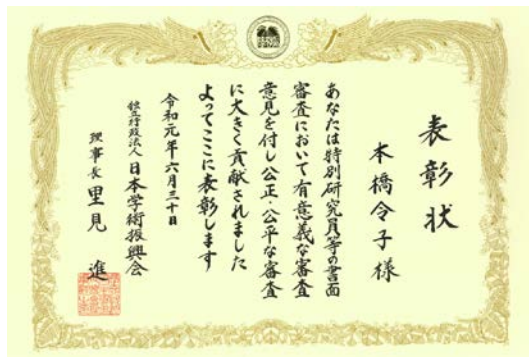 表彰状
本橋令子様
あなたは特別研究員等の書面
審査において有意義な審査
意見を付し公正・公平な審査
に大きく貢献されました
よってここに表彰します
令和元年六月三十日
独立行政法人日本学術振興会
理事長 里見 進